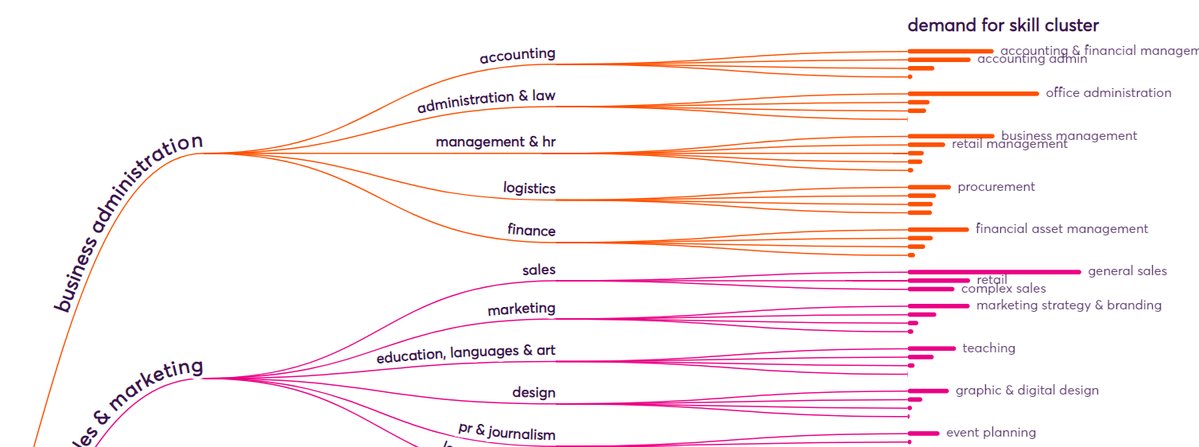 demand for skill cluster
accounting
accounting & financial managem
accounting admin
administration & law
office administration
business administration
management & hr
business management
retail management
logistics
procurement
finance
financial asset management
sales
general sales
retail
complex sales
marketing
marketing strategy & branding
education, languages & art
teaching
les & marketing
design
graphic & digital design
pr & journalism
event planning